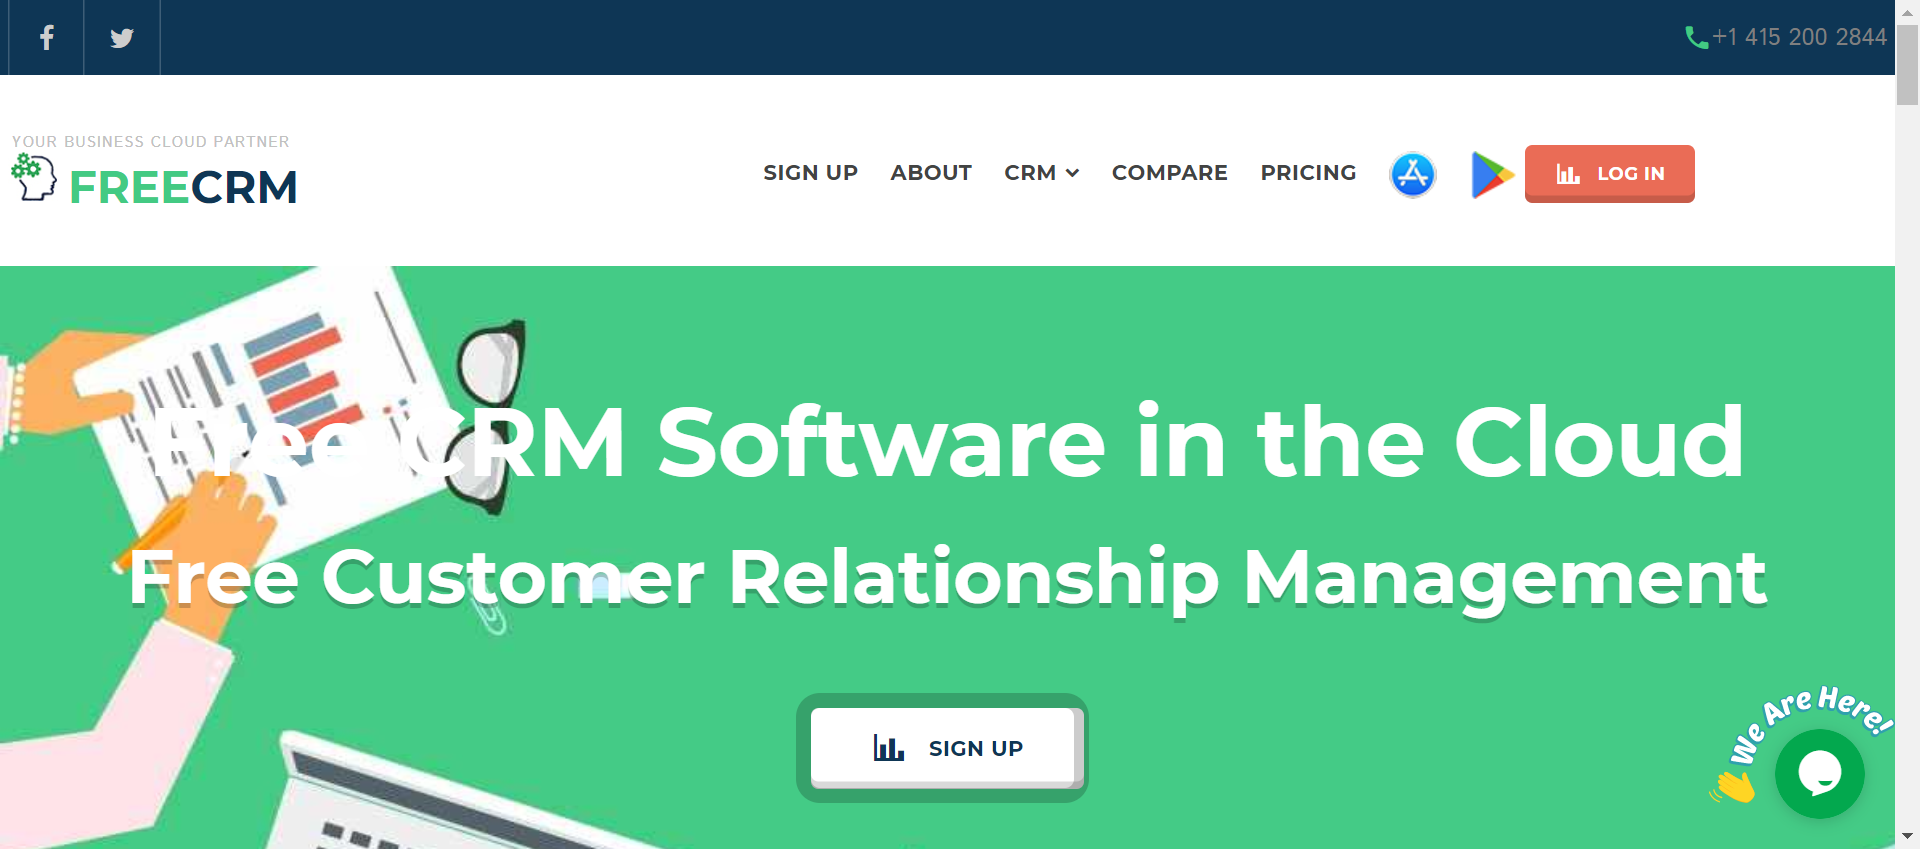 +1 415 200 2844
YOUR BUSINESS CLOUD PARTNER
FREECRM
SIGN UP
ABOUT
CRM
COMPARE
PRICING
LOG IN
Free CRM Software in the Cloud
Free Customer Relationship Management
SIGN UP
We Are Here!